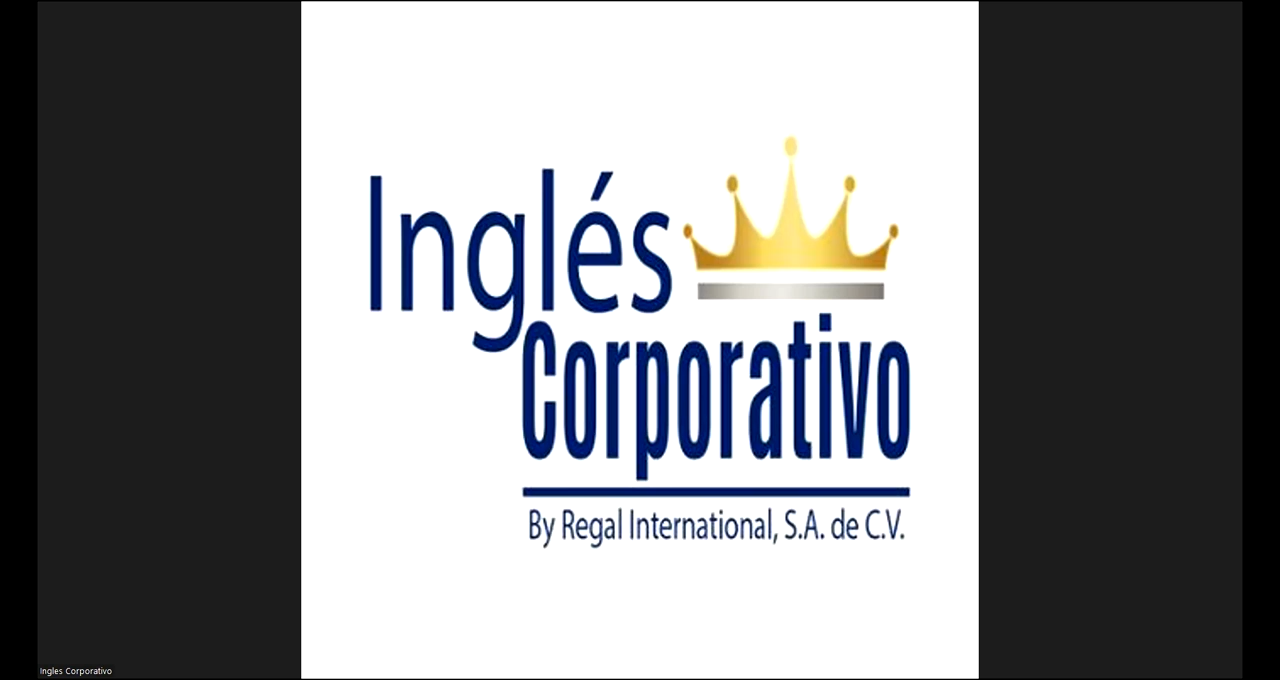 Inglés
Corporativo
By Regal International, S.A. de C.V.
Ingles Corporativo